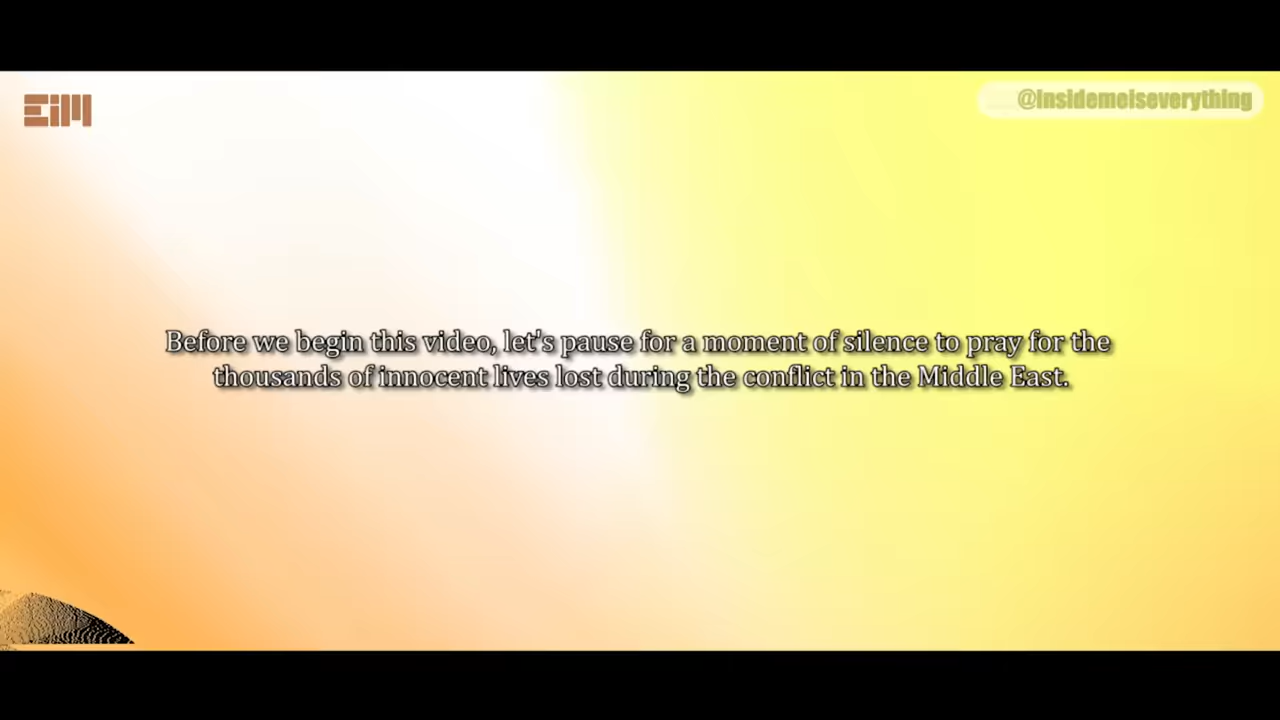 EiM
@insidemeiseverything
Before we begin this video, let's pause for a moment of silence to pray for the
thousands of innocent lives lost during the conflict in the Middle East.